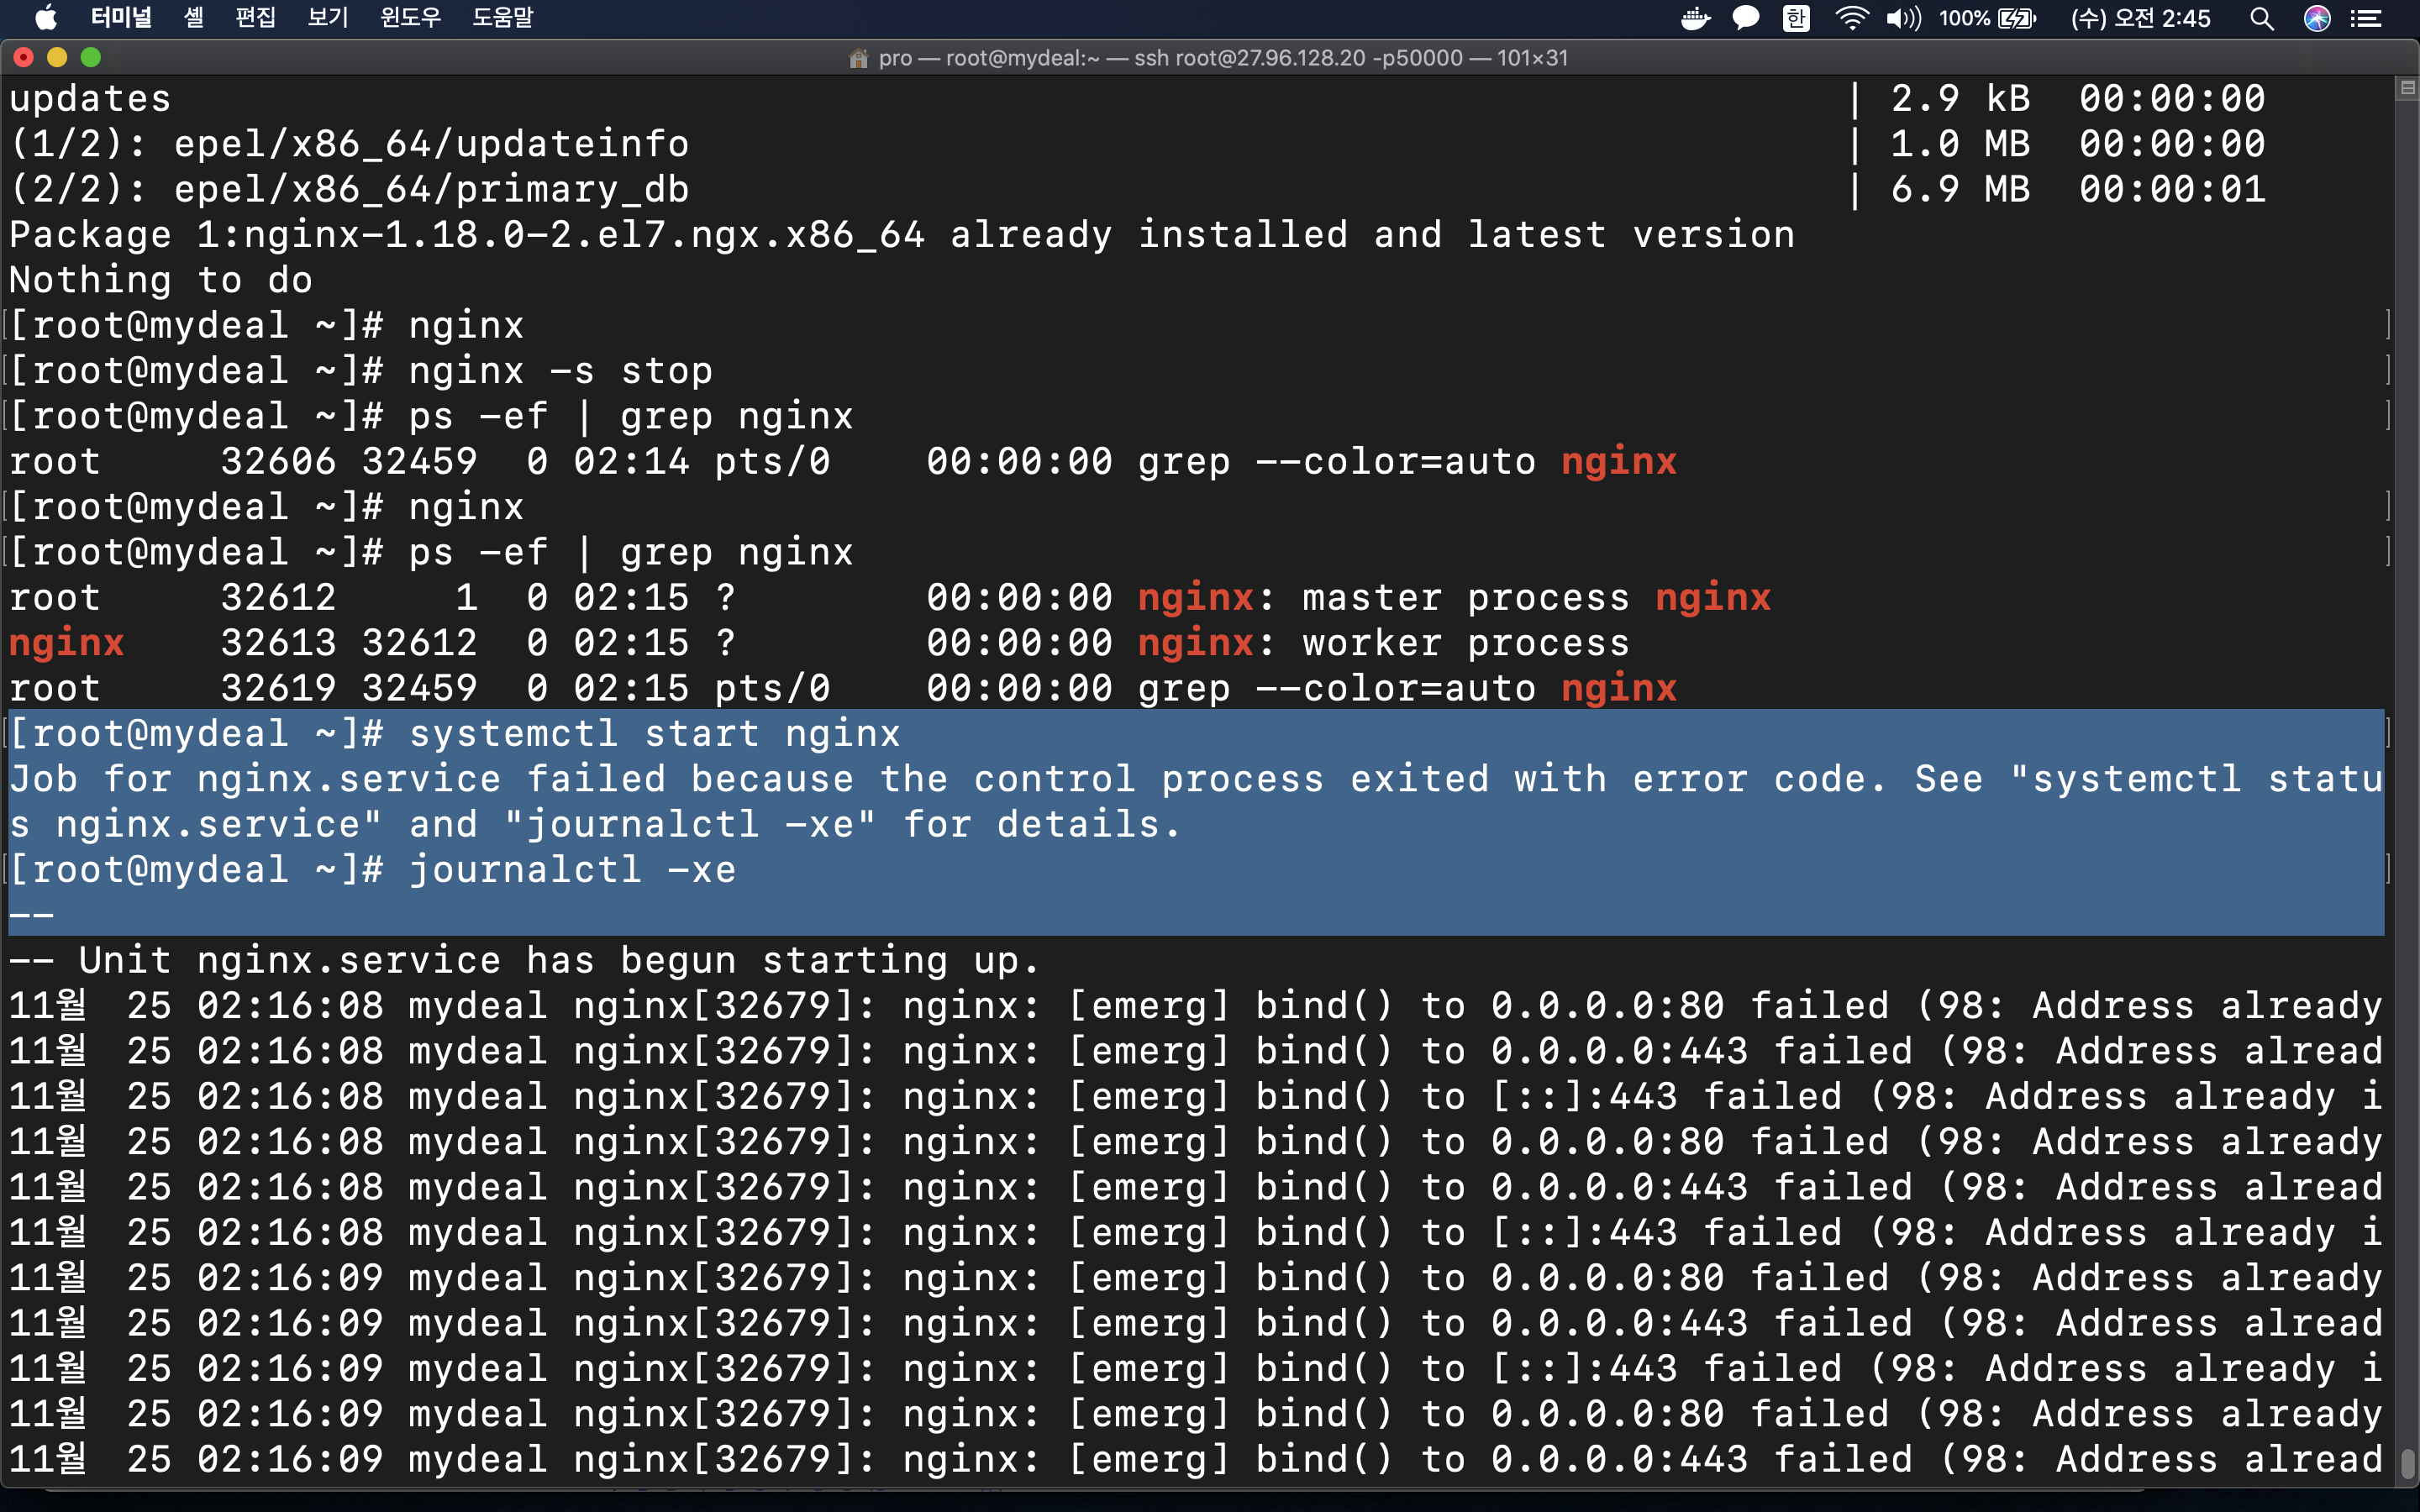 터미널 셸 편집 보기 윈도우 도움말 한 100% (수) 오전 2:45
pro — root@mydeal:~ — ssh root@27.96.128.20 -p50000 — 101×31
updates | 2.9 kB 00:00:00
(1/2): epel/x86_64/updateinfo | 1.0 MB 00:00:00
(2/2): epel/x86_64/primary_db | 6.9 MB 00:00:01
Package 1:nginx-1.18.0-2.el7.ngx.x86_64 already installed and latest version
Nothing to do
[root@mydeal ~]# nginx
[root@mydeal ~]# nginx -s stop
[root@mydeal ~]# ps -ef | grep nginx
root 32606 32459 0 02:14 pts/0 00:00:00 grep --color=auto nginx
[root@mydeal ~]# nginx
[root@mydeal ~]# ps -ef | grep nginx
root 32612 1 0 02:15 ? 00:00:00 nginx: master process nginx
nginx 32613 32612 0 02:15 ? 00:00:00 nginx: worker process
root 32619 32459 0 02:15 pts/0 00:00:00 grep --color=auto nginx
[root@mydeal ~]# systemctl start nginx
Job for nginx.service failed because the control process exited with error code. See "systemctl statu
s nginx.service" and "journalctl -xe" for details.
[root@mydeal ~]# journalctl -xe
--
-- Unit nginx.service has begun starting up.
11월 25 02:16:08 mydeal nginx[32679]: nginx: [emerg] bind() to 0.0.0.0:80 failed (98: Address already
11월 25 02:16:08 mydeal nginx[32679]: nginx: [emerg] bind() to 0.0.0.0:443 failed (98: Address alread
11월 25 02:16:08 mydeal nginx[32679]: nginx: [emerg] bind() to [::]:443 failed (98: Address already i
11월 25 02:16:08 mydeal nginx[32679]: nginx: [emerg] bind() to 0.0.0.0:80 failed (98: Address already
11월 25 02:16:08 mydeal nginx[32679]: nginx: [emerg] bind() to 0.0.0.0:443 failed (98: Address alread
11월 25 02:16:08 mydeal nginx[32679]: nginx: [emerg] bind() to [::]:443 failed (98: Address already i
11월 25 02:16:09 mydeal nginx[32679]: nginx: [emerg] bind() to 0.0.0.0:80 failed (98: Address already
11월 25 02:16:09 mydeal nginx[32679]: nginx: [emerg] bind() to 0.0.0.0:443 failed (98: Address alread
11월 25 02:16:09 mydeal nginx[32679]: nginx: [emerg] bind() to [::]:443 failed (98: Address already i
11월 25 02:16:09 mydeal nginx[32679]: nginx: [emerg] bind() to 0.0.0.0:80 failed (98: Address already
11월 25 02:16:09 mydeal nginx[32679]: nginx: [emerg] bind() to 0.0.0.0:443 failed (98: Address alread